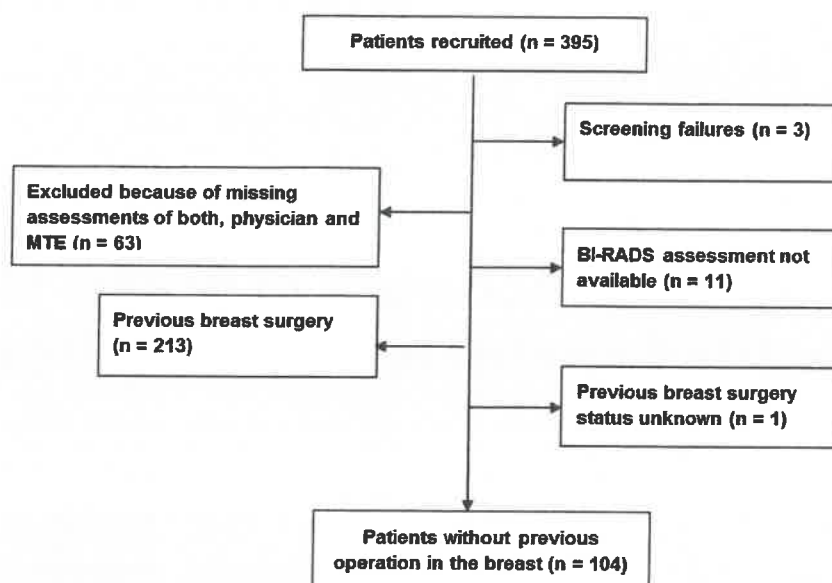 Patients recruited (n = 395)
Screening failures (n = 3)
Excluded because of missing
assessments of both, physician and
MTE (n = 63)
BI-RADS assessment not
available (n = 11)
Previous breast surgery
(n = 213)
Previous breast surgery
status unknown (n = 1)
Patients without previous
operation in the breast (n = 104)